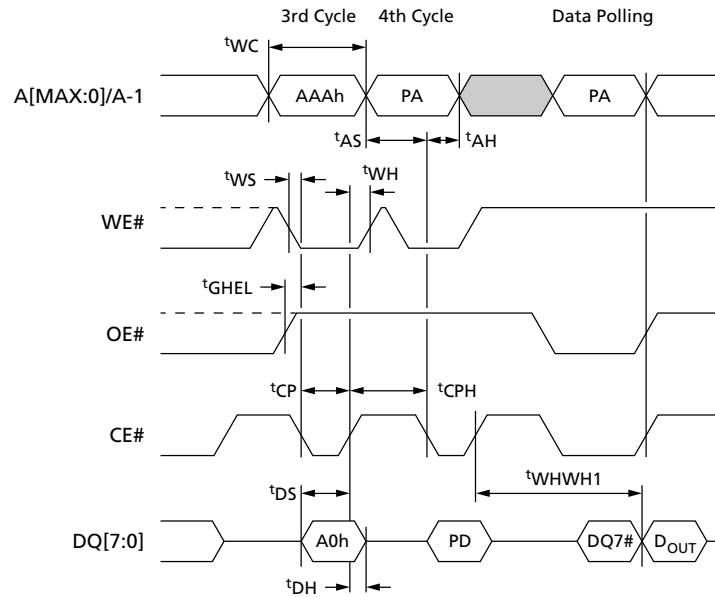 3rd Cycle 4th Cycle Data Polling
tWC
A[MAX:0]/A-1 AAAh PA PA
tAS tAH
tWS tWH
WE#
tGHEL
OE#
tCP tCPH
CE#
tWHWH1
tDS
DQ[7:0] A0h PD DQ7# DOUT
tDH